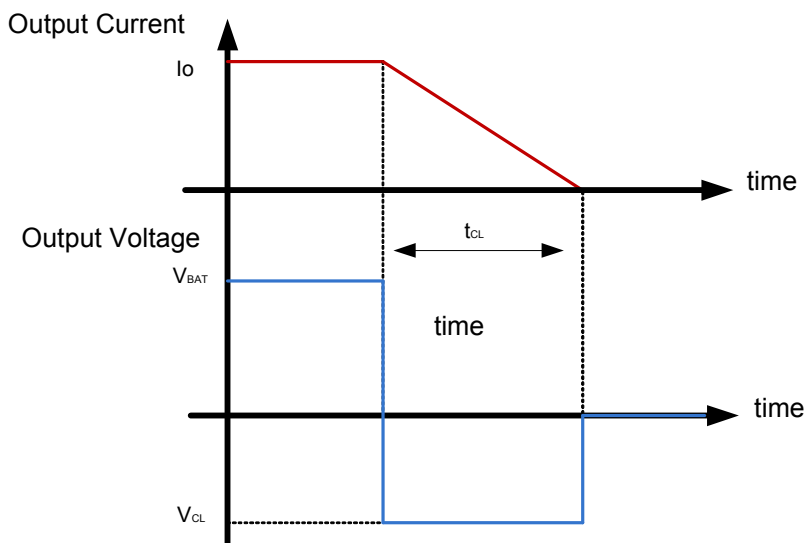 Output Current
Io
time
Output Voltage
tCL
VBAT
time
time
VCL